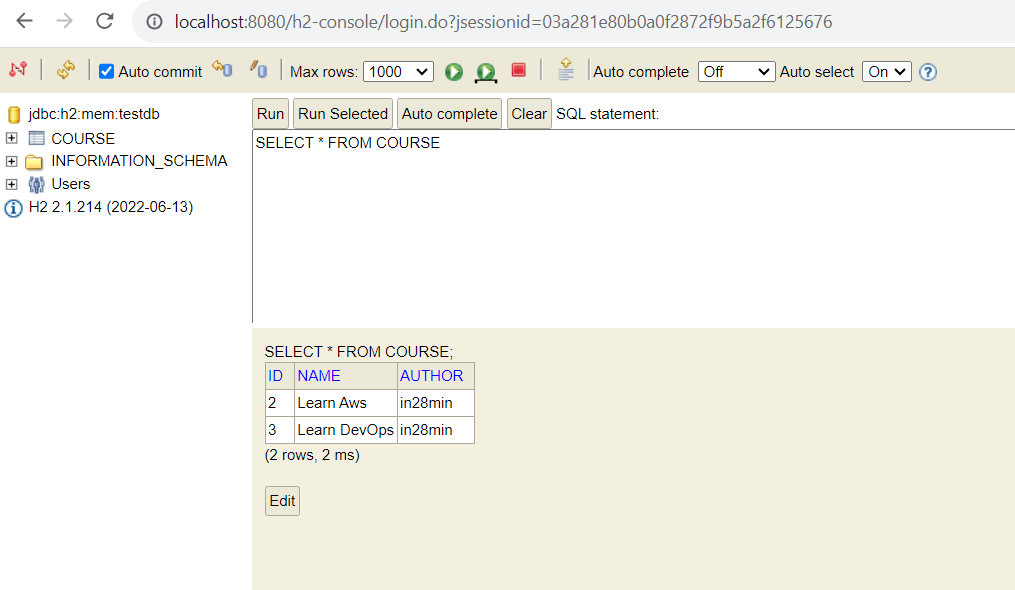 localhost:8080/h2-console/login.do?jsessionid=03a281e80b0a0f2872f9b5a2f6125676
Auto commit Max rows: 1000 Auto complete Off Auto select On ?
jdbc:h2:mem:testdb
COURSE
INFORMATION_SCHEMA
Users
H2 2.1.214 (2022-06-13)
Run Run Selected Auto complete Clear SQL statement:
SELECT * FROM COURSE
SELECT * FROM COURSE;
ID NAME AUTHOR
2 Learn Aws in28min
3 Learn DevOps in28min
(2 rows, 2 ms)
Edit